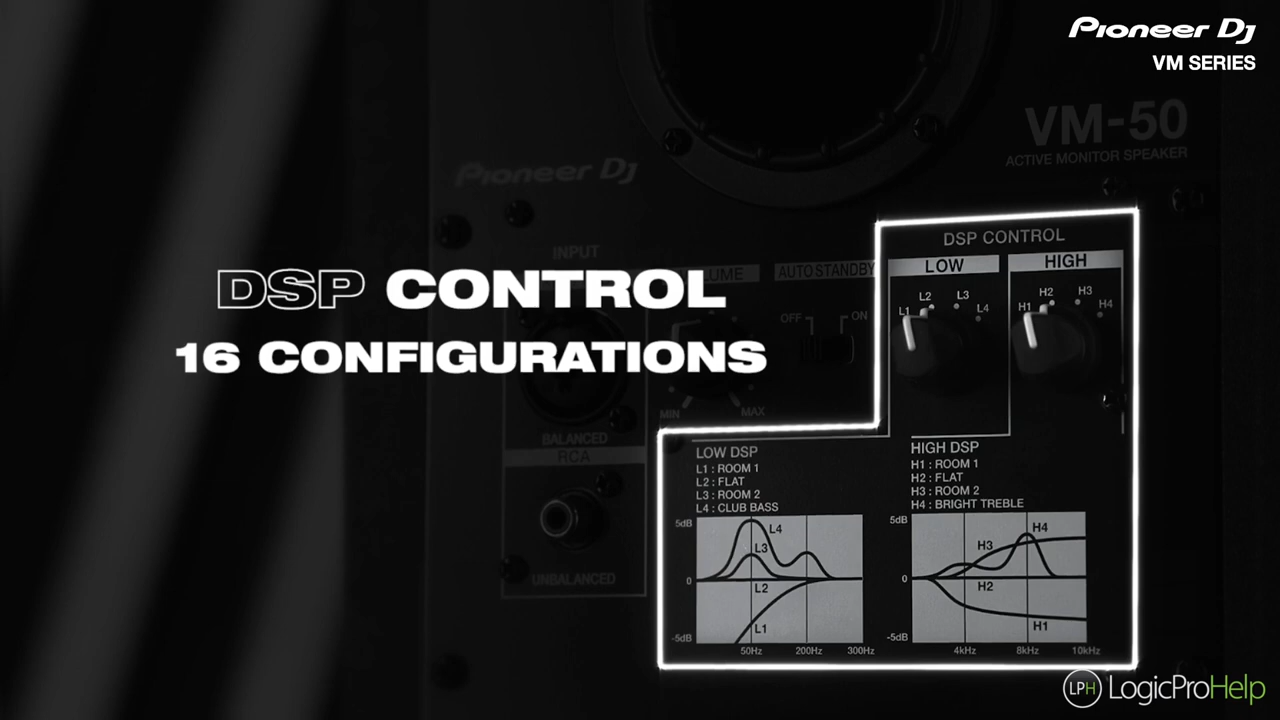 Pioneer Dj
VM SERIES
VM-50
ACTIVE MONITOR SPEAKER
Pioneer Dj
DSP CONTROL
16 CONFIGURATIONS
INPUT
BALANCED
RCA
UNBALANCED
VOLUME
MIN
MAX
AUTO STANDBY
OFF
ON
DSP CONTROL
LOW
L1
L2
L3
L4
HIGH
H1
H2
H3
H4
LOW DSP
L1 : ROOM 1
L2 : FLAT
L3 : ROOM 2
L4 : CLUB BASS
5dB
0
-5dB
L4
L3
L2
L1
50Hz 200Hz 300Hz
HIGH DSP
H1 : ROOM 1
H2 : FLAT
H3 : ROOM 2
H4 : BRIGHT TREBLE
5dB
0
-5dB
H4
H3
H2
H1
4kHz 8kHz 10kHz
LPH LogicProHelp